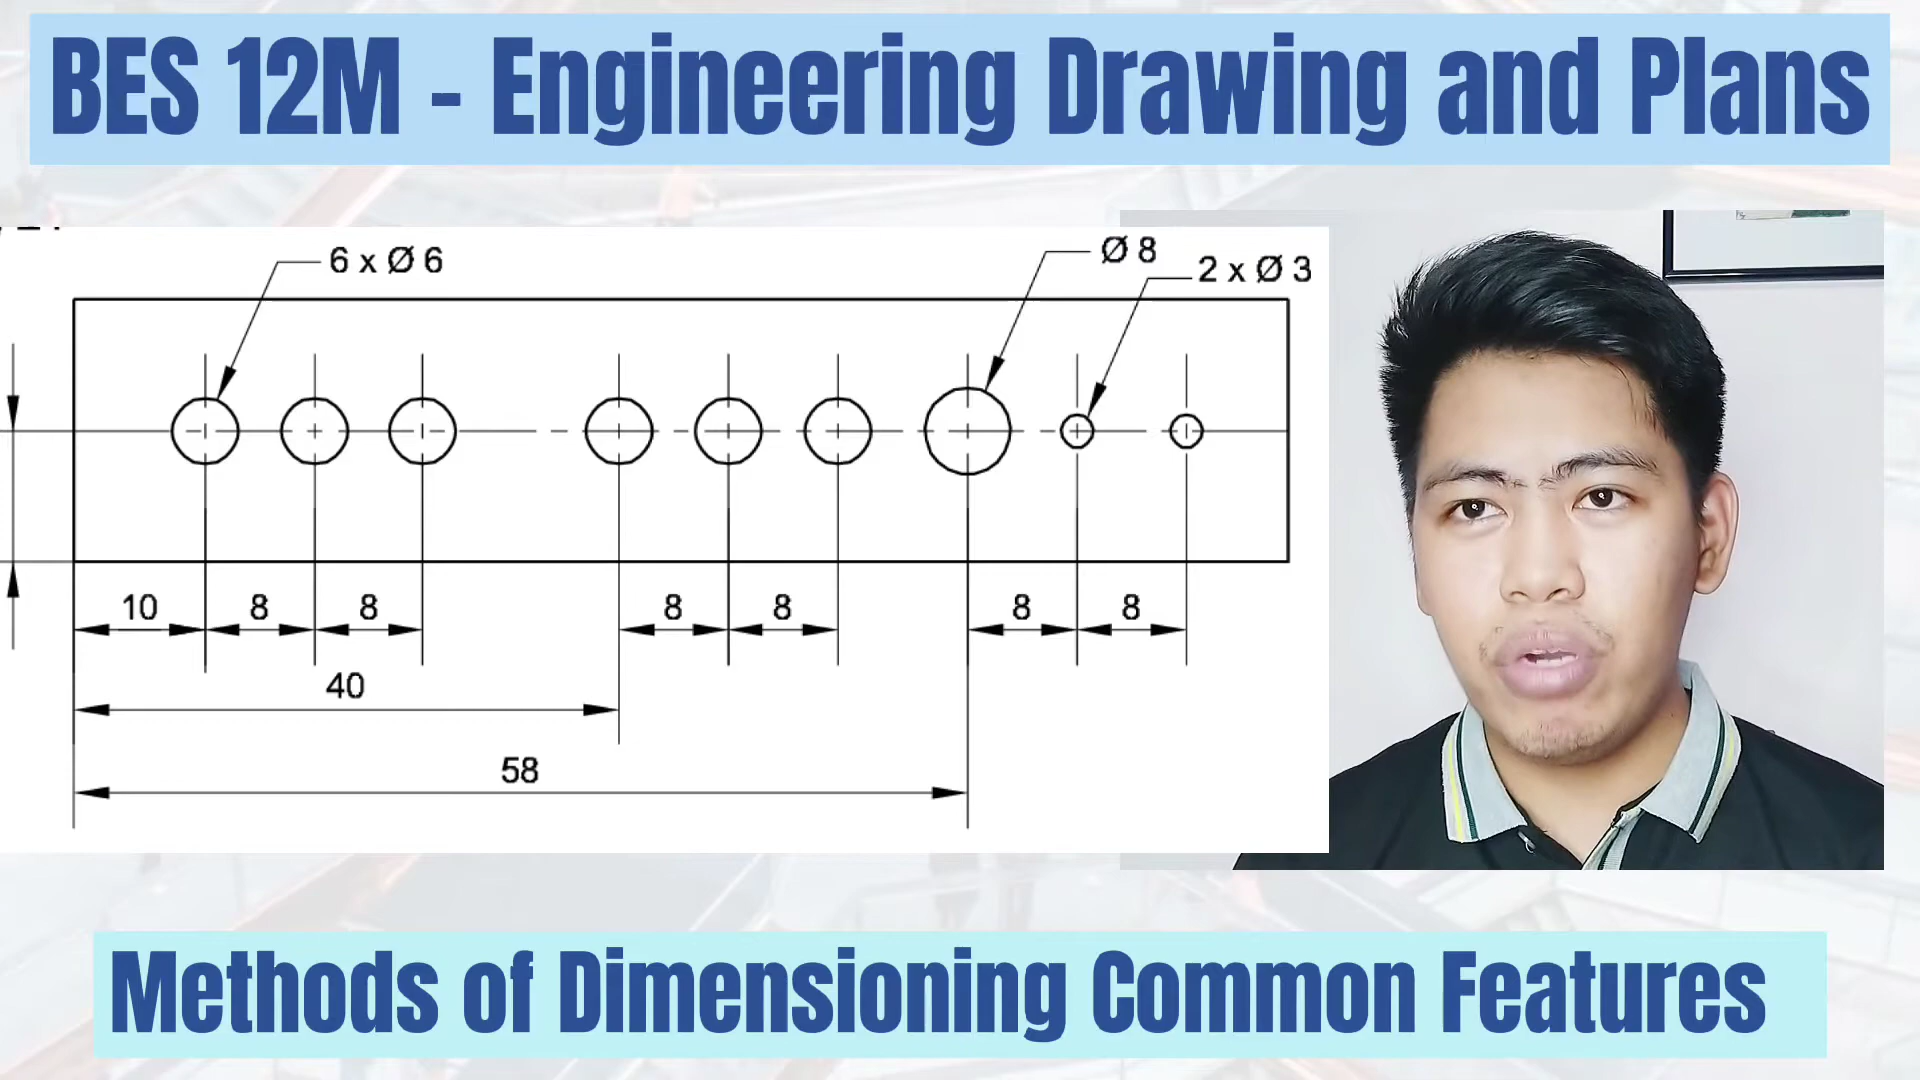 BES 12M - Engineering Drawing and Plans
6 x Ø 6
Ø 8
2 x Ø 3
10 8 8 8 8 8 8
40
58
Methods of Dimensioning Common Features